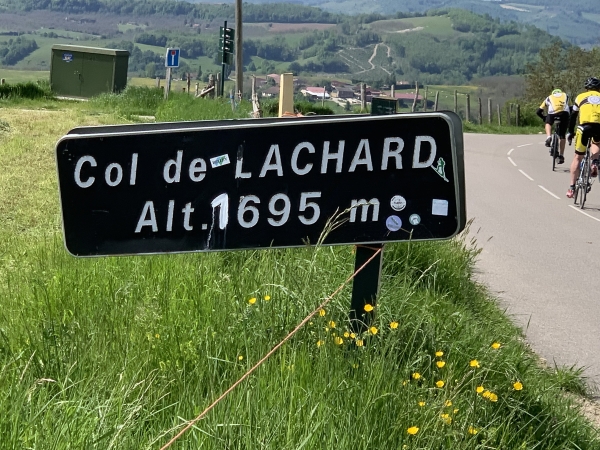 Col de LACHARD
Alt. 1695 m